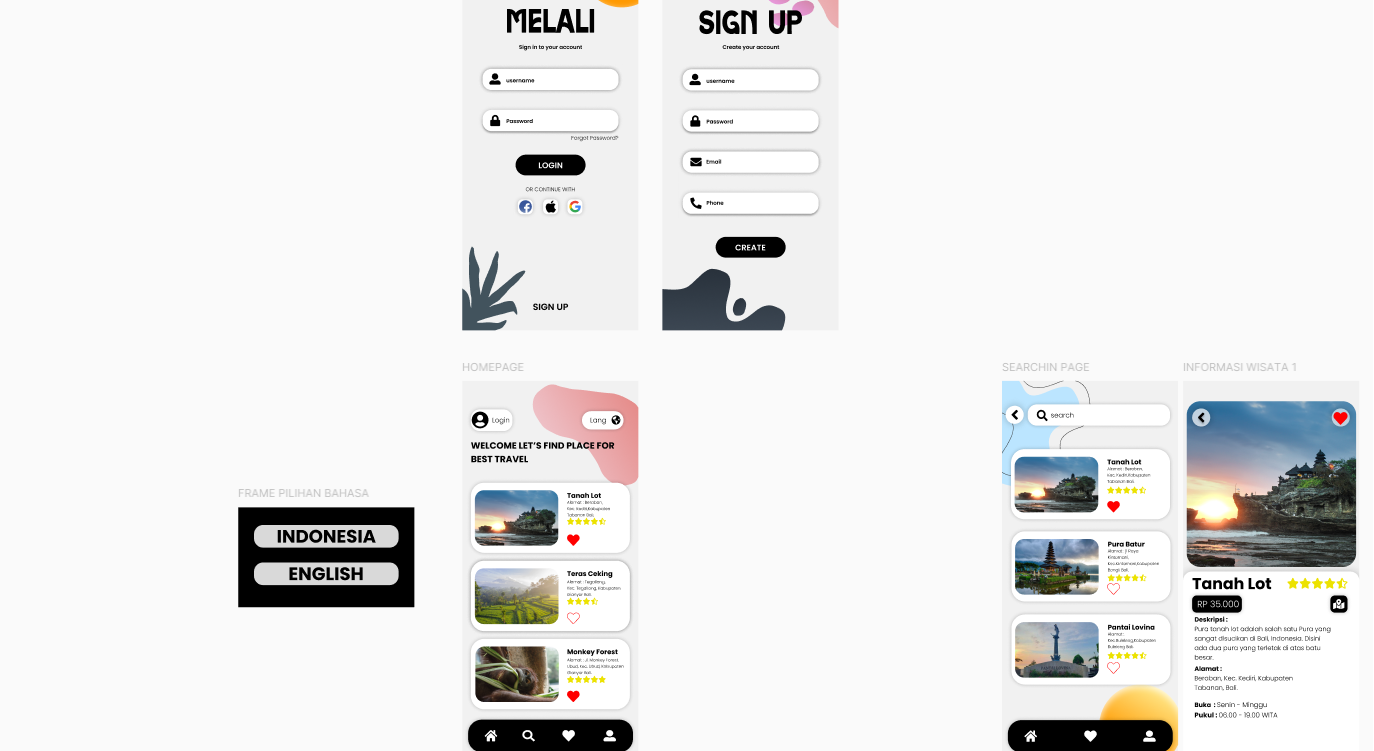 MELALI
Sign in to your account
username
Password
Forgot Password?
LOGIN
OR CONTINUE WITH
SIGN UP
SIGN UP
Create your account
username
Password
Email
Phone
CREATE
FRAME PILIHAN BAHASA
INDONESIA
ENGLISH
HOMEPAGE
Login
Lang
WELCOME LET'S FIND PLACE FOR
BEST TRAVEL
Tanah Lot
Alamat : Beraban,
Kec. Kediri,Kabupaten
Tabanan Bali.
Teras Ceking
Alamat : Tegallang,
Kec. Tegallang, Kabupaten
Gianyar Bali.
Monkey Forest
Alamat : Jl. Monkey Forest,
Ubud, Kec. Ubud, Kabupaten
Gianyar Bali.
SEARCHIN PAGE
search
Tanah Lot
Alamat : Beraban,
Kec. Kediri,Kabupaten
Tabanan Bali.
Pura Batur
Alamat : jl Raya
Kintamani,
Kec.Kintamani,Kabupaten
Bangli Bali.
Pantai Lovina
Alamat :
Kec.Buleleng,Kabupaten
Buleleng Bali.
INFORMASI WISATA 1
Tanah Lot
RP 35.000
Deskripsi :
Pura tanah lot adalah salah satu Pura yang
sangat disucikan di Bali, Indonesia. Disini
ada dua pura yang terletak di atas batu
besar.
Alamat :
Beraban, Kec. Kediri, Kabupaten
Tabanan, Bali.
Buka : Senin - Minggu
Pukul : 06.00 - 19.00 WITA